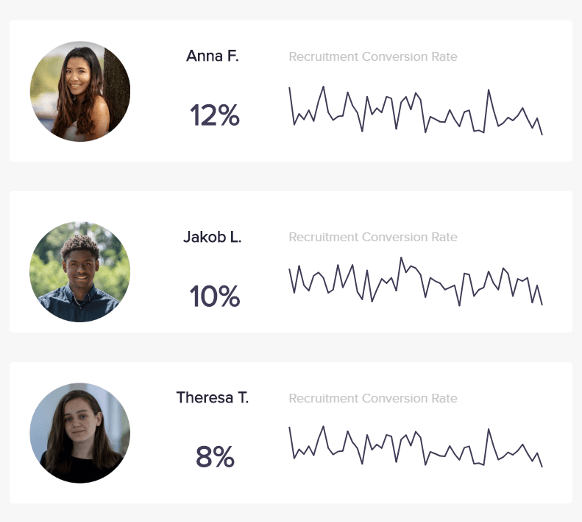 Anna F.
Recruitment Conversion Rate
12%
Jakob L.
Recruitment Conversion Rate
10%
Theresa T.
Recruitment Conversion Rate
8%